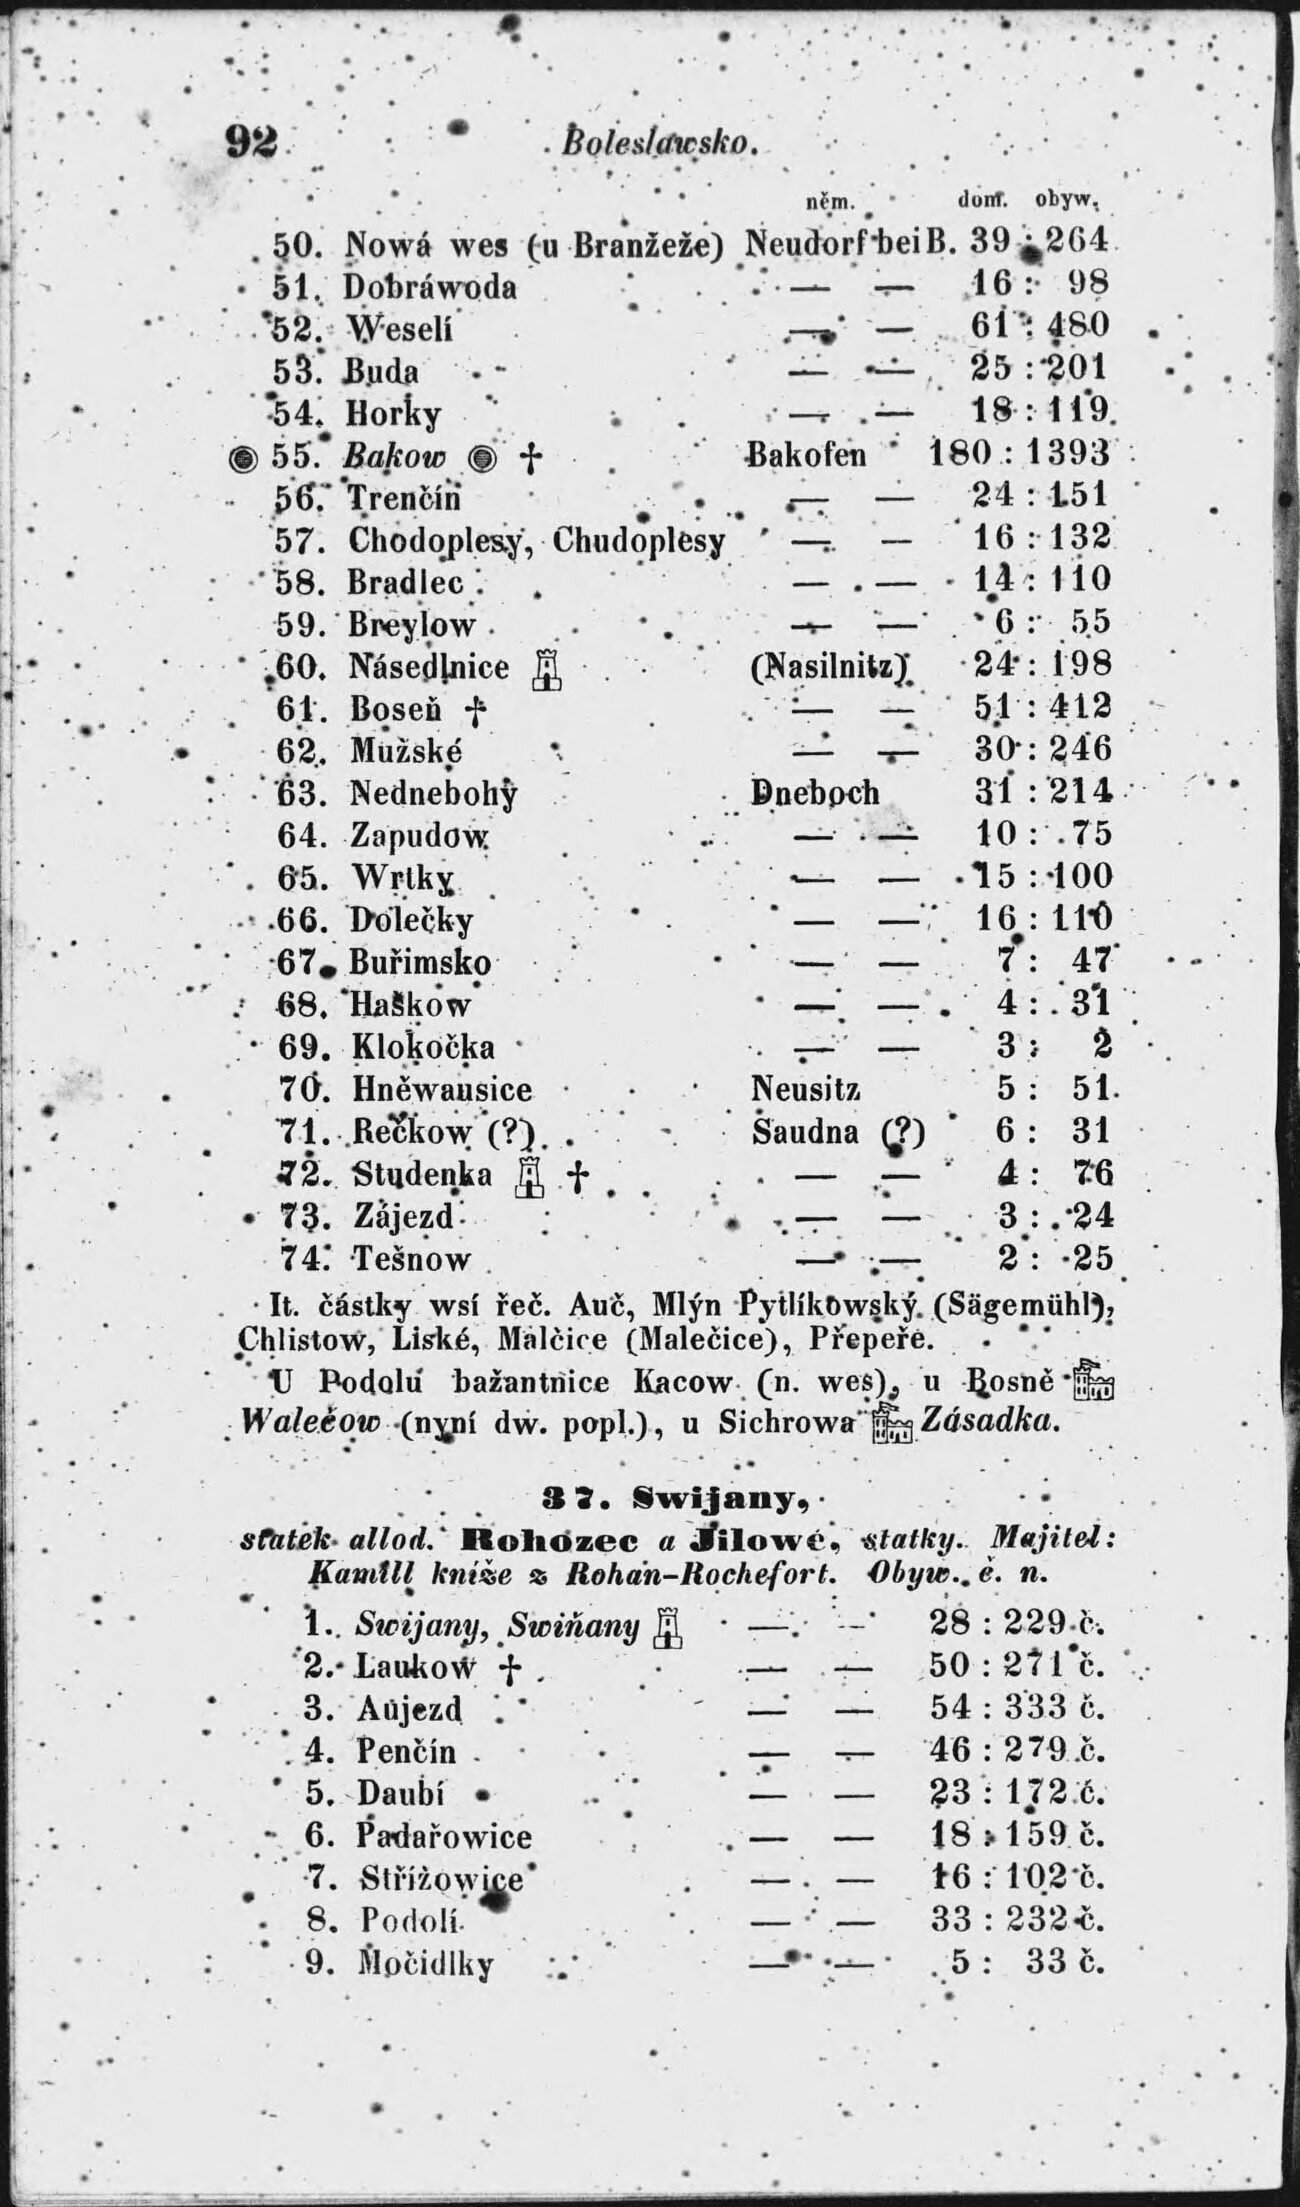 92 Boleslawsko.
něm. dom. obyw.
50. Nowá wes (u Branžeže) Neudorf bei B. 39 : 264
51. Dobráwoda — — 16 : 98
52. Weselí — — 61 : 480
53. Buda — — 25 : 201
54. Horky — — 18 : 119
55. Bakow † Bakofen 180 : 1393
56. Trenčín — — 24 : 151
57. Chodoplesy, Chudoplesy — — 16 : 132
58. Bradlec — — 14 : 110
59. Breylow — — 6 : 55
60. Násedlnice (Nasilnitz) 24 : 198
61. Boseň † — — 51 : 412
62. Mužské — — 30 : 246
63. Nednebohy Dneboch 31 : 214
64. Zapudow — — 10 : 75
65. Wrtky — — 15 : 100
66. Dolečky — — 16 : 110
67. Buřimsko — — 7 : 47
68. Haškow — — 4 : 31
69. Klokočka — — 3 : 2
70. Hněwausice Neusitz 5 : 51
71. Rečkow (?) Saudna (?) 6 : 31
72. Studenka † — — 4 : 76
73. Zájezd — — 3 : 24
74. Tešnow — — 2 : 25
It. částky wsí řeč. Auč, Mlýn Pytlíkowský (Sägemühl),
Chlistow, Liské, Malčice (Malečice), Přepeře.
U Podolu bažantnice Kacow (n. wes), u Bosně
Walečow (nyní dw. popl.), u Sichrowa Zásadka.
37. Swijany,
statek allod. Rohozec a Jilowé, statky. Majitel:
Kamill kníže z Rohan-Rochefort. Obyw. č. n.
1. Swijany, Swiňany — — 28 : 229 č.
2. Laukow † — — 50 : 271 č.
3. Aujezd — — 54 : 333 č.
4. Penčín — — 46 : 279 č.
5. Daubí — — 23 : 172 č.
6. Padařowice — — 18 : 159 č.
7. Střížowice — — 16 : 102 č.
8. Podolí — — 33 : 232 č.
9. Močidlky — — 5 : 33 č.